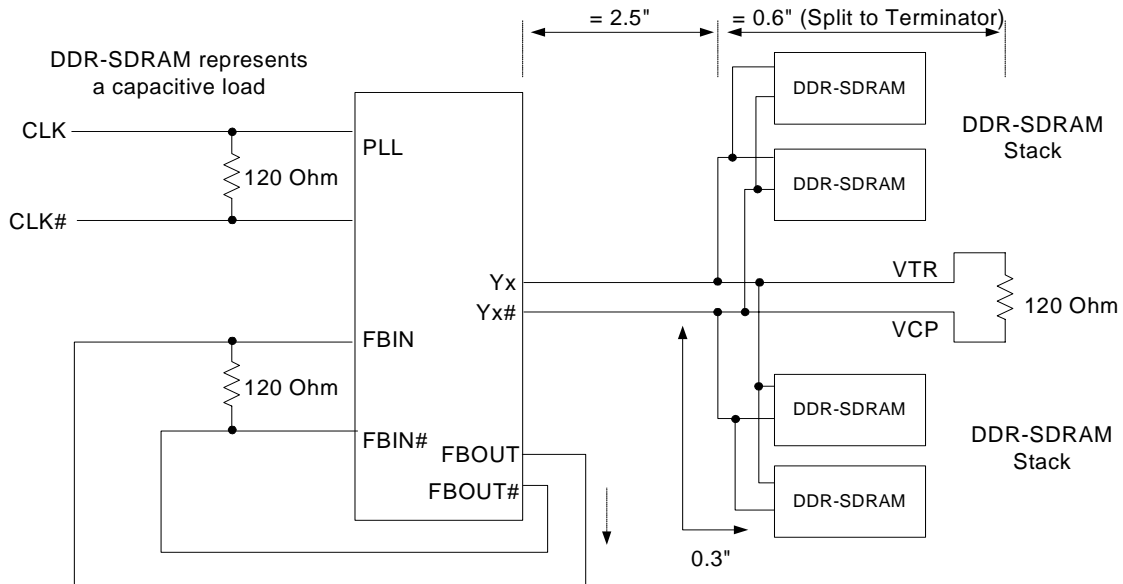 = 2.5"
= 0.6" (Split to Terminator)
DDR-SDRAM represents
a capacitive load
CLK
PLL
120 Ohm
CLK#
DDR-SDRAM
DDR-SDRAM
DDR-SDRAM
Stack
Yx
Yx#
VTR
VCP
120 Ohm
FBIN
120 Ohm
FBIN#
FBOUT
FBOUT#
DDR-SDRAM
DDR-SDRAM
DDR-SDRAM
Stack
0.3"